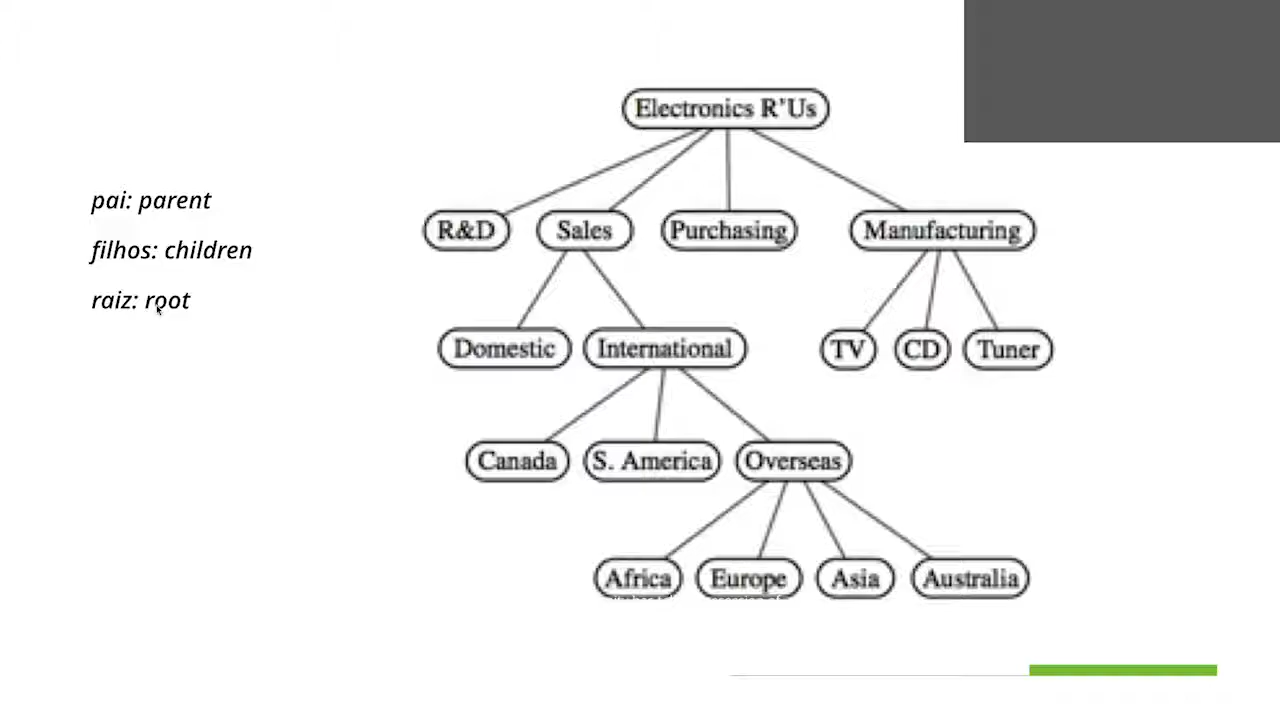 Electronics R'Us
pai: parent
filhos: children
raiz: root
R&D Sales Purchasing Manufacturing
Domestic International TV CD Tuner
Canada S. America Overseas
Africa Europe Asia Australia